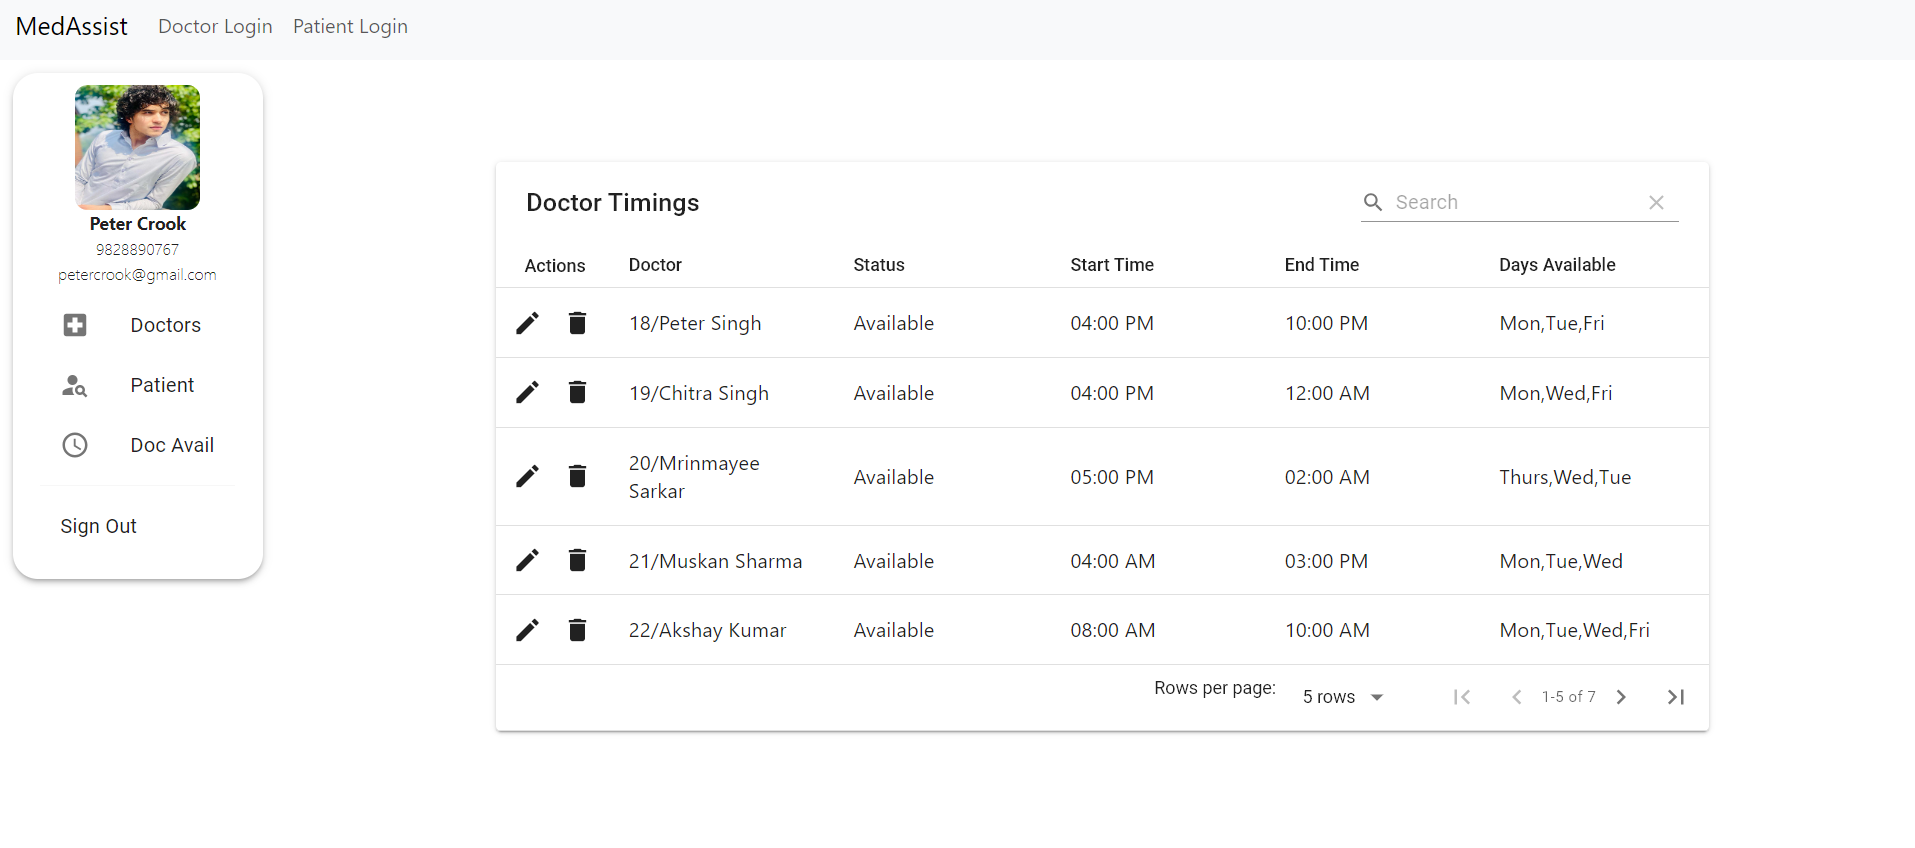 MedAssist Doctor Login Patient Login
Peter Crook
9828890767
petercrook@gmail.com
Doctors
Patient
Doc Avail
Sign Out
Doctor Timings Search
Actions Doctor Status Start Time End Time Days Available
18/Peter Singh Available 04:00 PM 10:00 PM Mon,Tue,Fri
19/Chitra Singh Available 04:00 PM 12:00 AM Mon,Wed,Fri
20/Mrinmayee
Sarkar Available 05:00 PM 02:00 AM Thurs,Wed,Tue
21/Muskan Sharma Available 04:00 AM 03:00 PM Mon,Tue,Wed
22/Akshay Kumar Available 08:00 AM 10:00 AM Mon,Tue,Wed,Fri
Rows per page: 5 rows 1-5 of 7